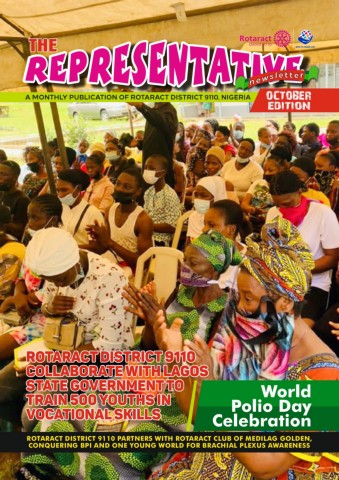 THE
REPRESENTATIVE
newsletter
Rotaract
A MONTHLY PUBLICATION OF ROTARACT DISTRICT 9110, NIGERIA
OCTOBER
EDITION
ROTARACT DISTRICT 9110
COLLABORATE WITH LAGOS
STATE GOVERNMENT TO
TRAIN 500 YOUTHS IN
VOCATIONAL SKILLS
World
Polio Day
Celebration
ROTARACT DISTRICT 9110 PARTNERS WITH ROTARACT CLUB OF MEDILAG GOLDEN,
CONQUERING BPI AND ONE YOUNG WORLD FOR BRACHIAL PLEXUS AWARENESS